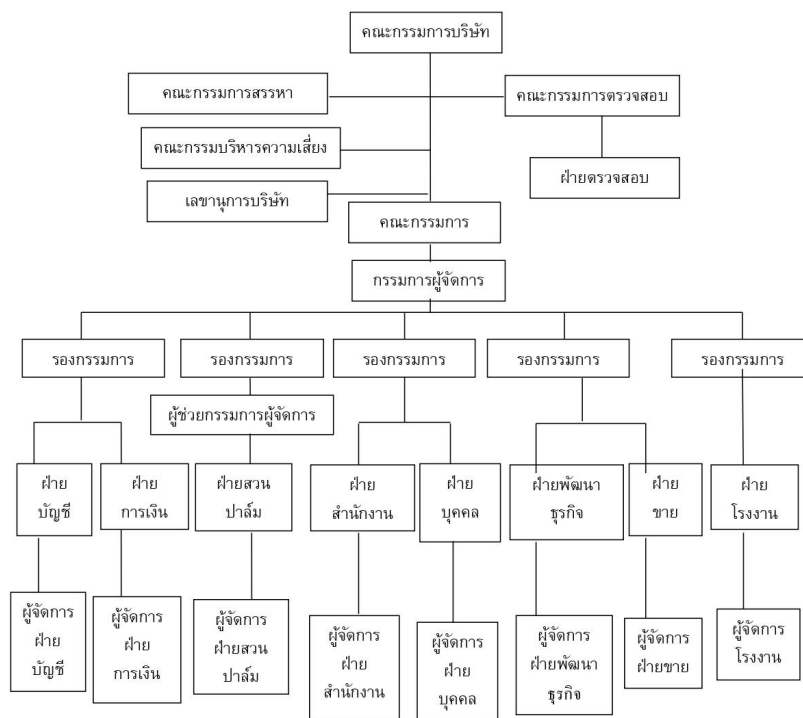 คณะกรรมการบริษัท
คณะกรรมการสรรหา
คณะกรรมการตรวจสอบ
คณะกรรมบริหารความเสี่ยง
ฝ่ายตรวจสอบ
เลขานุการบริษัท
คณะกรรมการ
กรรมการผู้จัดการ
รองกรรมการ
รองกรรมการ
รองกรรมการ
รองกรรมการ
รองกรรมการ
ผู้ช่วยกรรมการผู้จัดการ
ฝ่าย
บัญชี
ฝ่าย
การเงิน
ฝ่ายสวน
ปาล์ม
ฝ่าย
สำนักงาน
ฝ่าย
บุคคล
ฝ่ายพัฒนา
ธุรกิจ
ฝ่าย
ขาย
ฝ่าย
โรงงาน
ผู้จัดการ
ฝ่าย
บัญชี
ผู้จัดการ
ฝ่าย
การเงิน
ผู้จัดการ
ฝ่ายสวน
ปาล์ม
ผู้จัดการ
ฝ่าย
สำนักงาน
ผู้จัดการ
ฝ่าย
บุคคล
ผู้จัดการ
ฝ่ายพัฒนา
ธุรกิจ
ผู้จัดการ
ฝ่ายขาย
ผู้จัดการ
โรงงาน